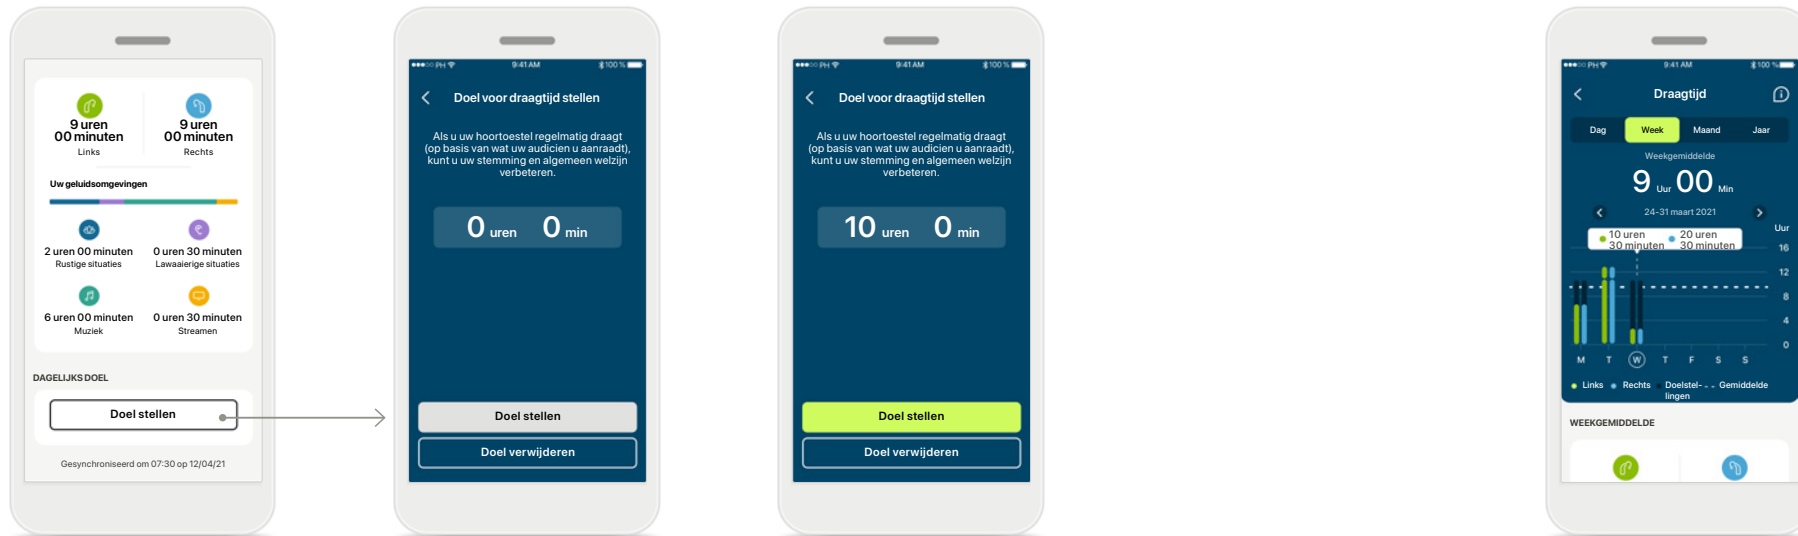 9 uren
00 minuten
Links
9 uren
00 minuten
Rechts
Uw geluidsomgevingen
2 uren 00 minuten
Rustige situaties
0 uren 30 minuten
Lawaaierige situaties
6 uren 00 minuten
Muziek
0 uren 30 minuten
Streamen
DAGELIJKS DOEL
Doel stellen
Gesynchroniseerd om 07:30 op 12/04/21
PH 9:41 AM 100 %
Doel voor draagtijd stellen
Als u uw hoortoestel regelmatig draagt
(op basis van wat uw audicien u aanraadt),
kunt u uw stemming en algemeen welzijn
verbeteren.
0 uren 0 min
Doel stellen
Doel verwijderen
PH 9:41 AM 100 %
Doel voor draagtijd stellen
Als u uw hoortoestel regelmatig draagt
(op basis van wat uw audicien u aanraadt),
kunt u uw stemming en algemeen welzijn
verbeteren.
10 uren 0 min
Doel stellen
Doel verwijderen
PH 9:41 AM 100 %
Draagtijd
Dag Week Maand Jaar
Weekgemiddelde
9 Uur 00 Min
24-31 maart 2021
Uur
10 uren
30 minuten
20 uren
30 minuten
16
12
8
4
0
M T W T F S S
Links Rechts Doelstel- Gemiddelde
lingen
WEEKGEMIDDELDE